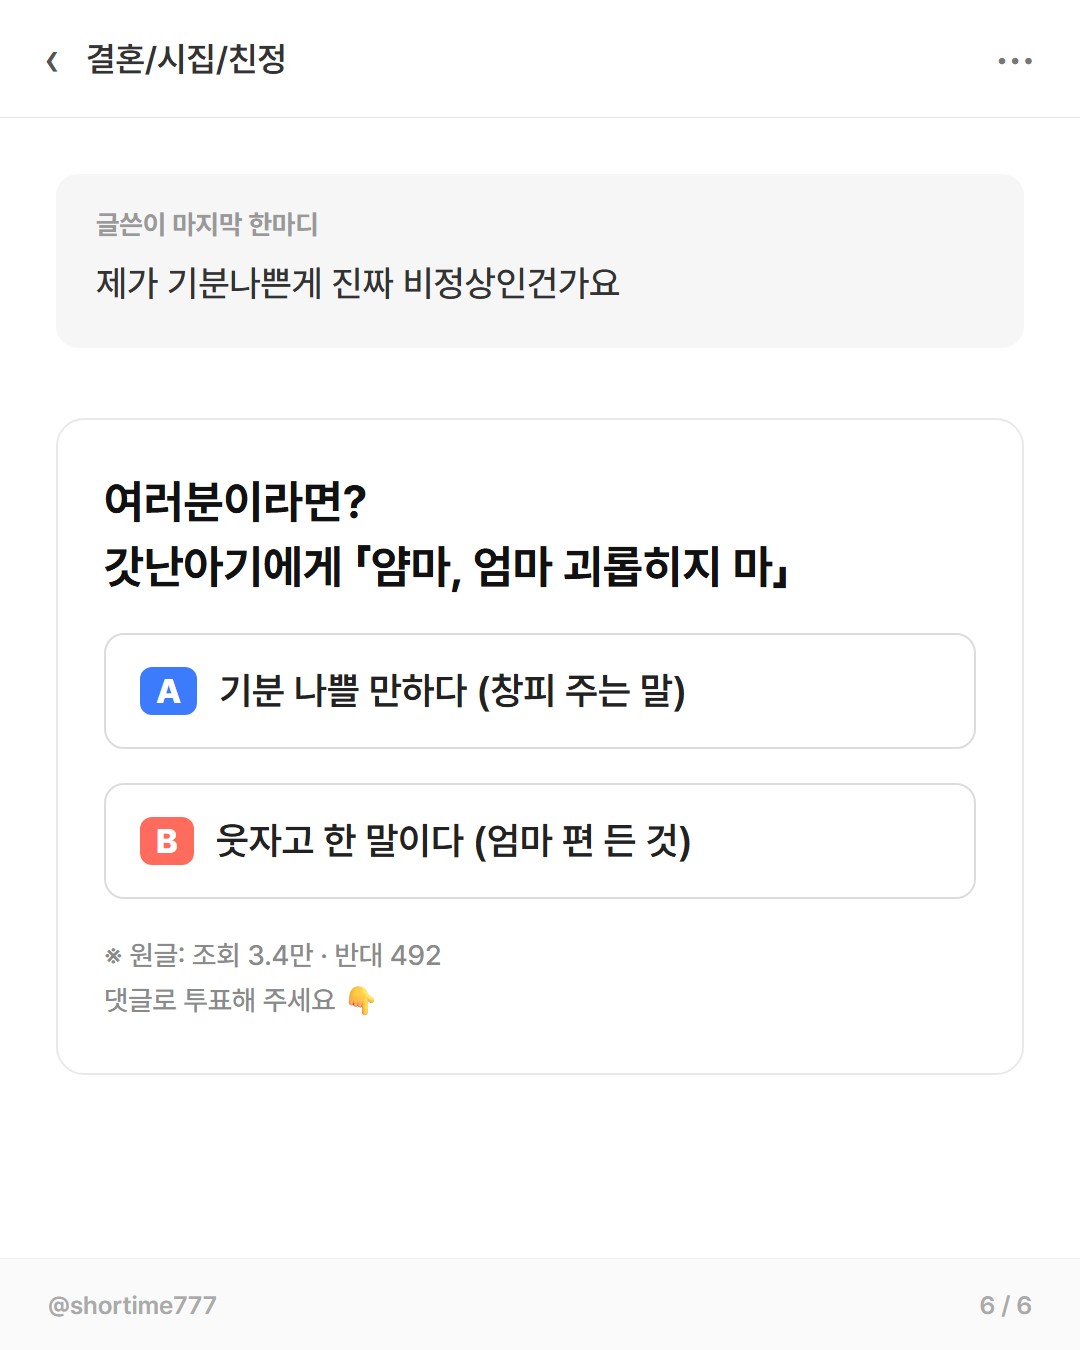 결혼/시집/친정
글쓴이 마지막 한마디
제가 기분나쁜게 진짜 비정상인건가요
여러분이라면?
갓난아기에게 「얌마, 엄마 괴롭히지 마」
A 기분 나쁠 만하다 (창피 주는 말)
B 웃자고 한 말이다 (엄마 편 든 것)
※ 원글: 조회 3.4만 · 반대 492
댓글로 투표해 주세요 👇
@shortime777
6 / 6